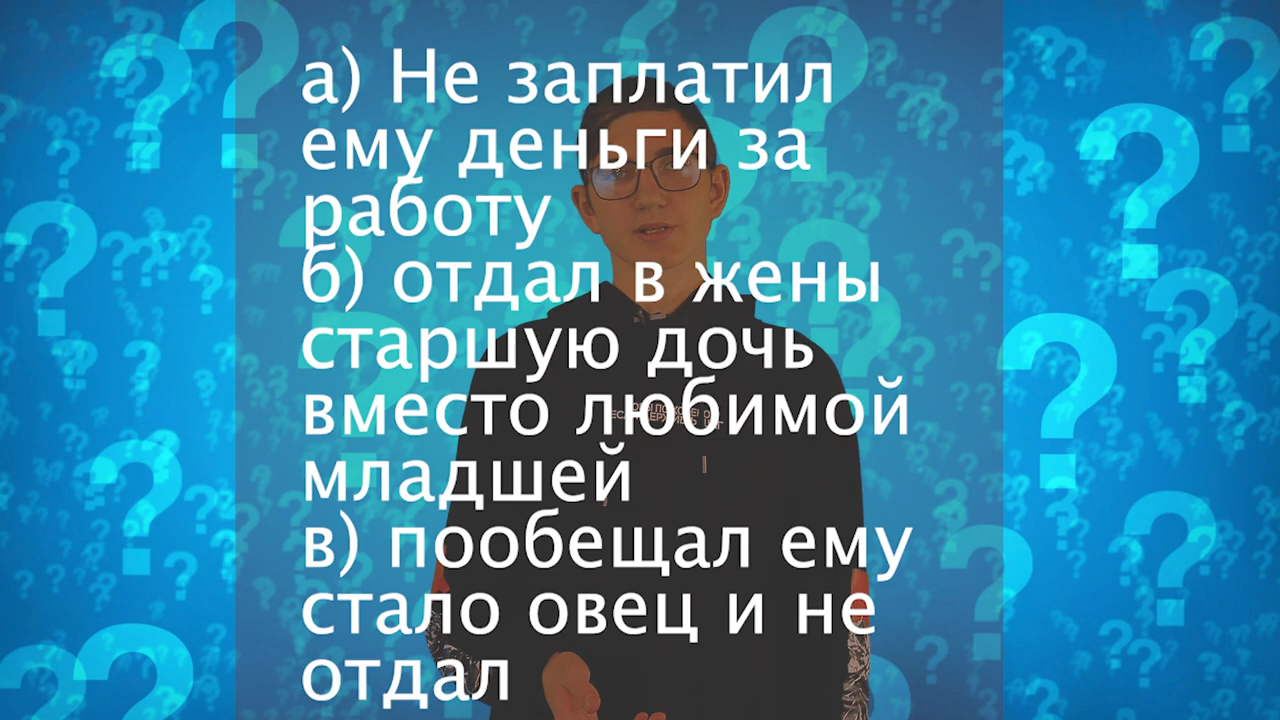 а) Не заплатил
ему деньги за
работу
б) отдал в жены
старшую дочь
вместо любимой
младшей
в) пообещал ему
стало овец и не
отдал